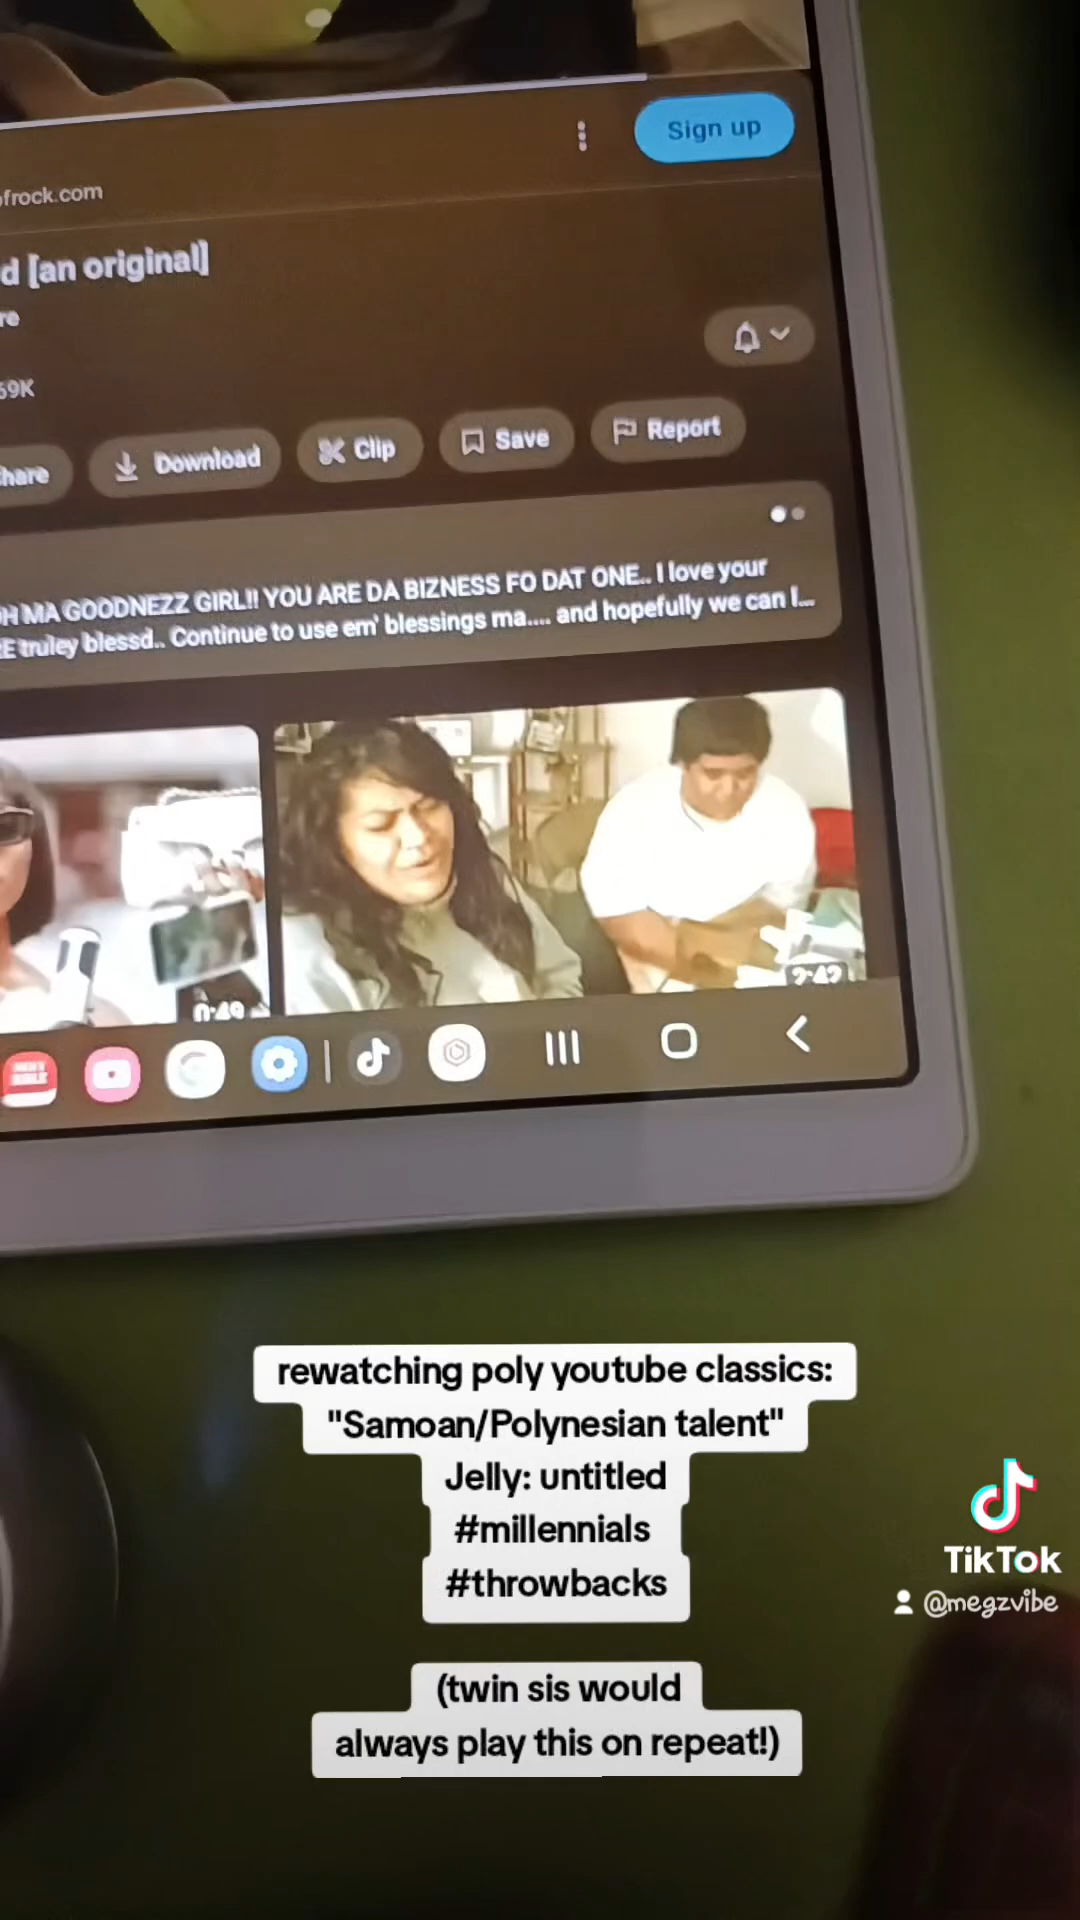 Sign up
ofrock.com
d [an original]
re
69K
hare
Download
Clip
Save
Report
H MA GOODNEZZ GIRL!! YOU ARE DA BIZNESS FO DAT ONE.. I love your
E truley blessd.. Continue to use em' blessings ma.... and hopefully we can l...
0:49
2:42
rewatching poly youtube classics:
"Samoan/Polynesian talent"
Jelly: untitled
#millennials
#throwbacks
(twin sis would
always play this on repeat!)
TikTok
@megzvibe